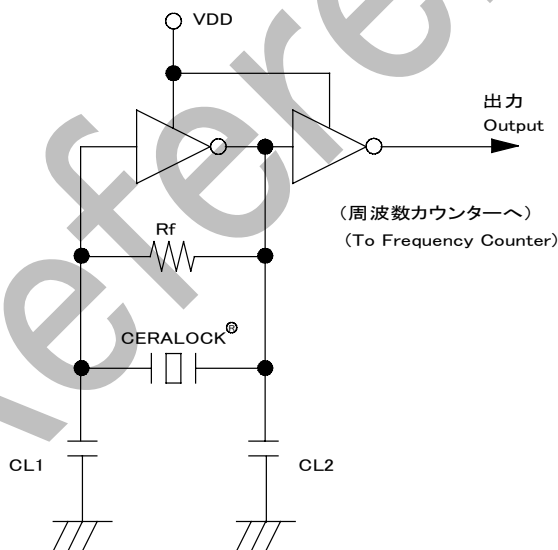 VDD
出力
Output
(周波数カウンターへ)
(To Frequency Counter)
Rf
CERALOCK®
CL1
CL2